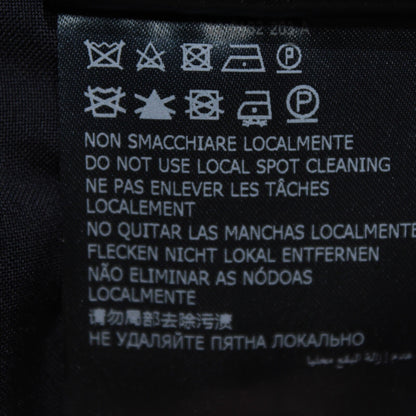 P
P
NON SMACCHIARE LOCALMENTE
DO NOT USE LOCAL SPOT CLEANING
NE PAS ENLEVER LES TÂCHES
LOCALEMENT
NO QUITAR LAS MANCHAS LOCALMENTE
FLECKEN NICHT LOKAL ENTFERNEN
NÃO ELIMINAR AS NÓDOAS
LOCALMENTE
请勿局部去除污渍
НЕ УДАЛЯЙТЕ ПЯТНА ЛОКАЛЬНО